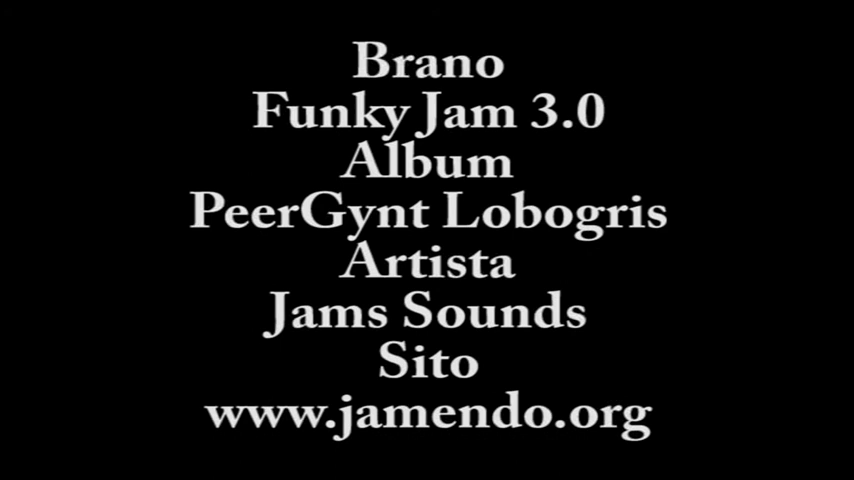 Brano
Funky Jam 3.0
Album
PeerGynt Lobogris
Artista
Jams Sounds
Sito
www.jamendo.org